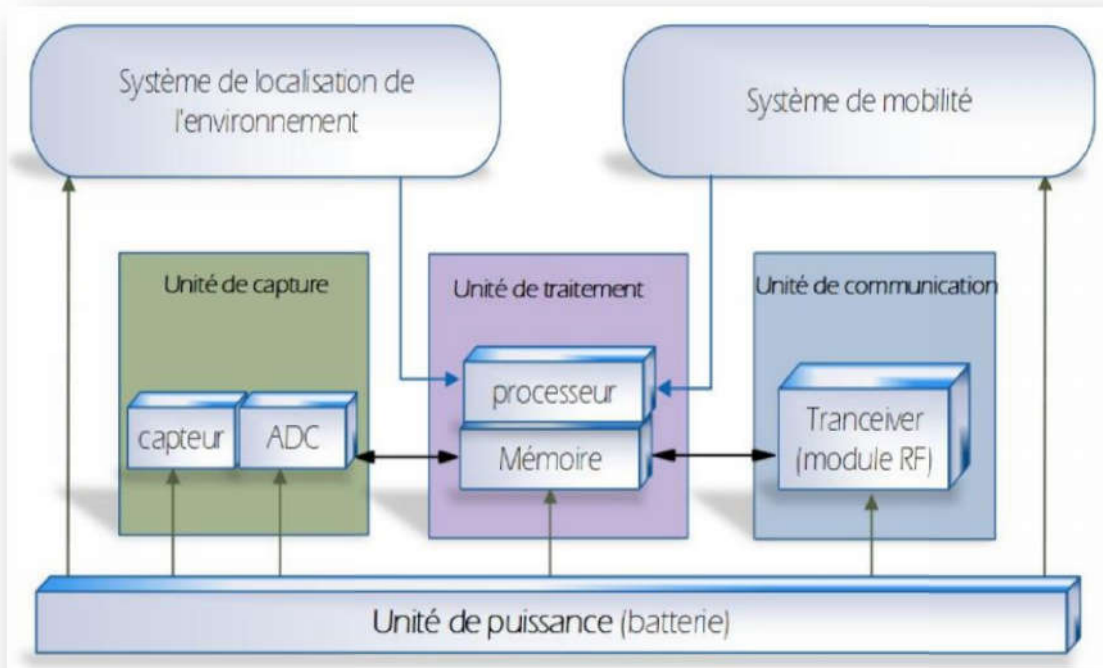 Système de localisation de
l'environnement
Système de mobilité
Unité de capture
Unité de traitement
Unité de communication
capteur
ADC
processeur
Mémoire
Tranceiver
(module RF)
Unité de puissance (batterie)